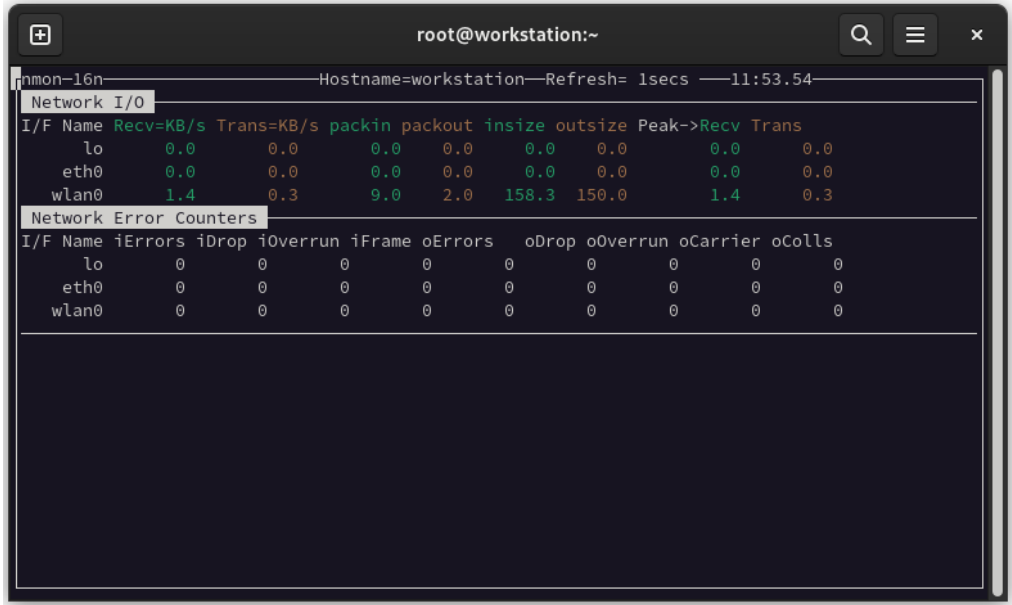 root@workstation:~
nmon-16n Hostname=workstation Refresh= 1secs 11:53.54
Network I/O
I/F Name Recv=KB/s Trans=KB/s packin packout insize outsize Peak->Recv Trans
lo 0.0 0.0 0.0 0.0 0.0 0.0 0.0 0.0
eth0 0.0 0.0 0.0 0.0 0.0 0.0 0.0 0.0
wlan0 1.4 0.3 9.0 2.0 158.3 150.0 1.4 0.3
Network Error Counters
I/F Name iErrors iDrop iOverrun iFrame oErrors oDrop oOverrun oCarrier oColls
lo 0 0 0 0 0 0 0 0 0
eth0 0 0 0 0 0 0 0 0 0
wlan0 0 0 0 0 0 0 0 0 0